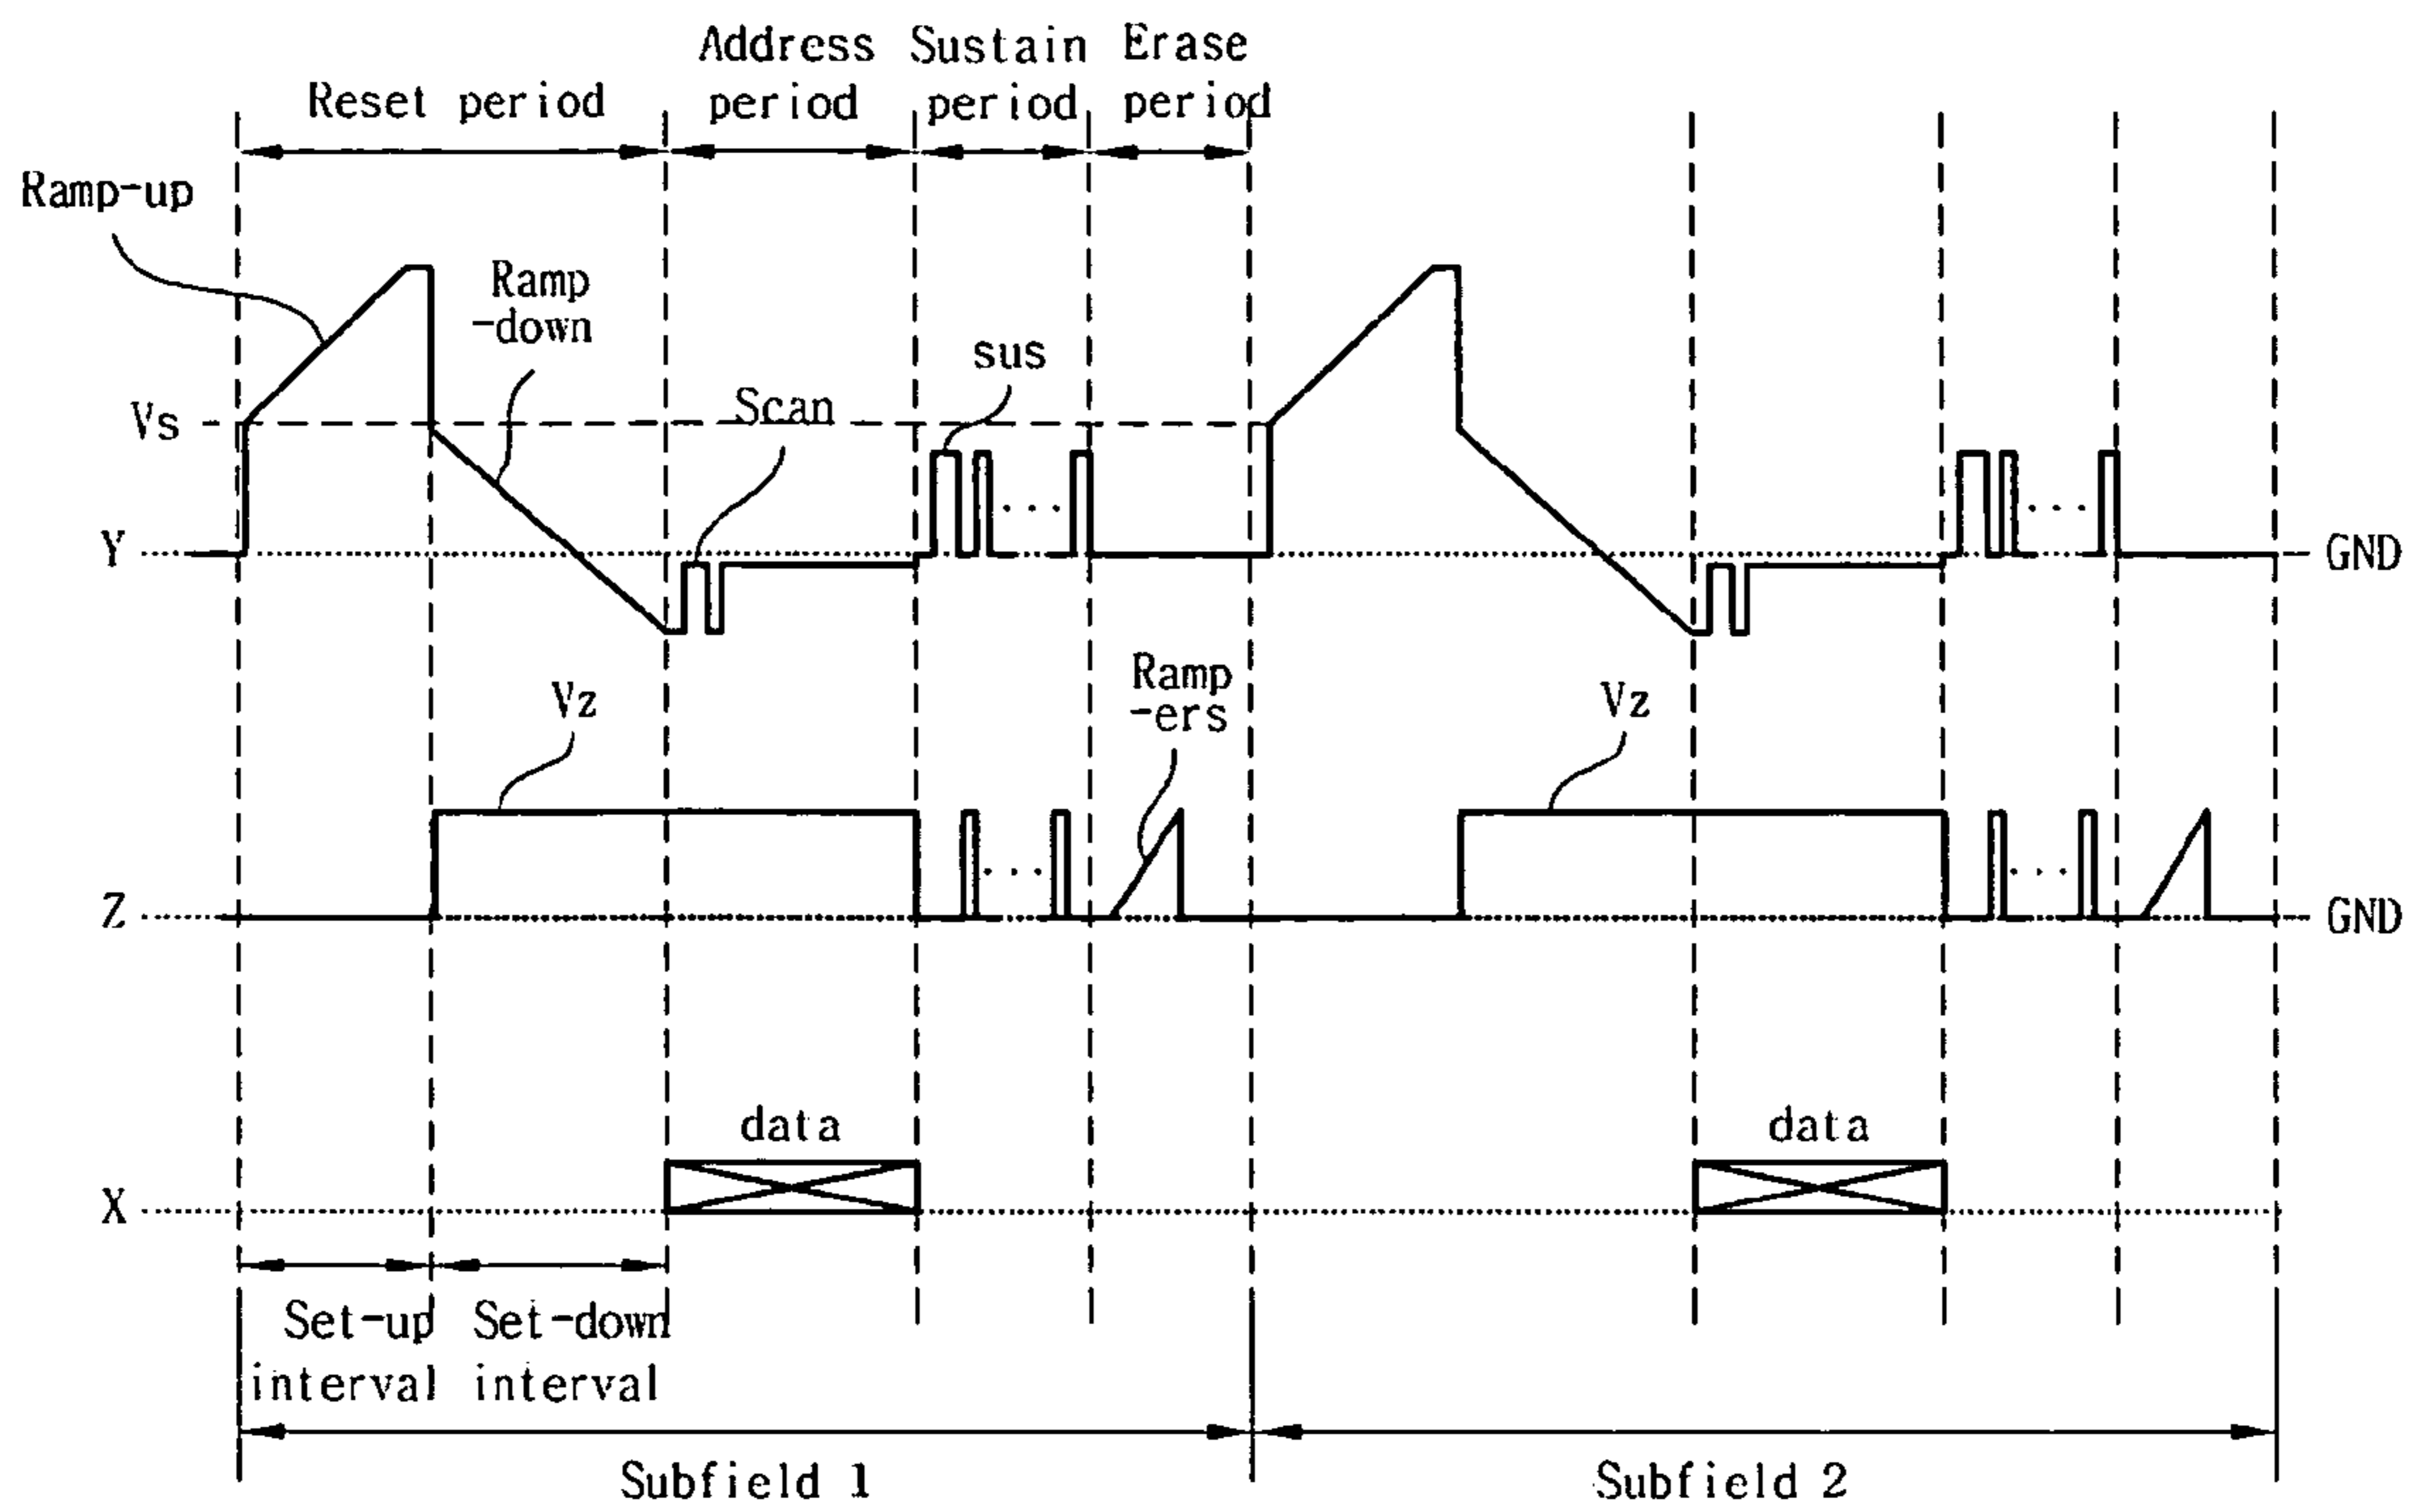 Address Sustain Erase
Reset period period period period
Ramp-up
Ramp
-down
sus
Scan
Vs
Y
GND
Ramp
-ers
Vz
Vz
Z
GND
data
data
X
Set-up Set-down
interval interval
Subfield 1
Subfield 2